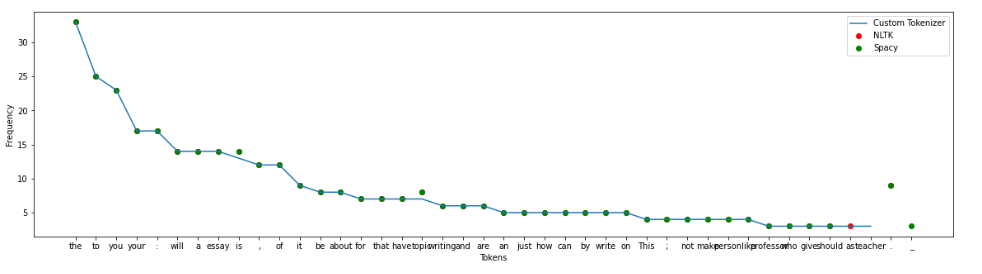 Custom Tokenizer
NLTK
Spacy
30
25
20
15
10
5
Frequency
the to you your : will a essay is , of it be about for that have topic writing and are an just how can by write on This ; not make person like professor who give should as teacher . _
Tokens